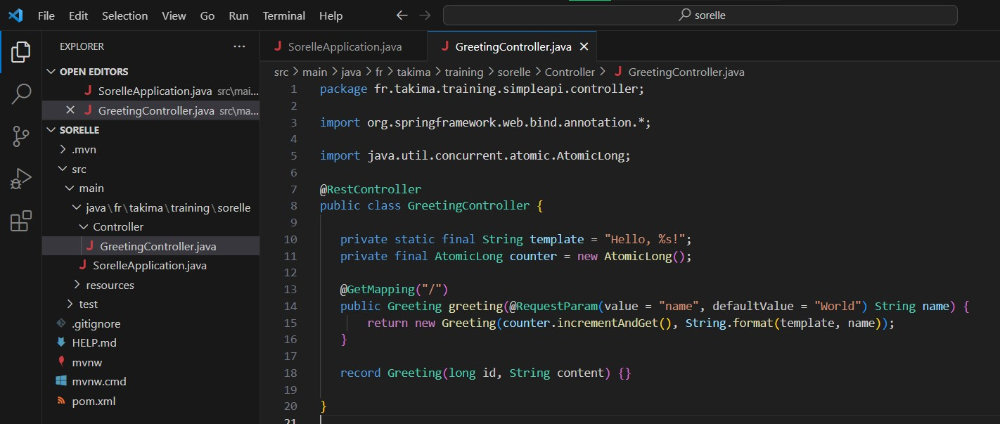 File Edit Selection View Go Run Terminal Help
sorelle
EXPLORER
OPEN EDITORS
SorelleApplication.java src\mai...
GreetingController.java src\ma...
SORELLE
.mvn
src
main
java\fr\takima\training\sorelle
Controller
GreetingController.java
SorelleApplication.java
resources
test
.gitignore
HELP.md
mvnw
mvnw.cmd
pom.xml
SorelleApplication.java GreetingController.java
src > main > java > fr > takima > training > sorelle > Controller > GreetingController.java
1 package fr.takima.training.simpleapi.controller;
2
3 import org.springframework.web.bind.annotation.*;
4
5 import java.util.concurrent.atomic.AtomicLong;
6
7 @RestController
8 public class GreetingController {
9
10 private static final String template = "Hello, %s!";
11 private final AtomicLong counter = new AtomicLong();
12
13 @GetMapping("/")
14 public Greeting greeting(@RequestParam(value = "name", defaultValue = "World") String name) {
15 return new Greeting(counter.incrementAndGet(), String.format(template, name));
16 }
17
18 record Greeting(long id, String content) {}
19
20 }
21